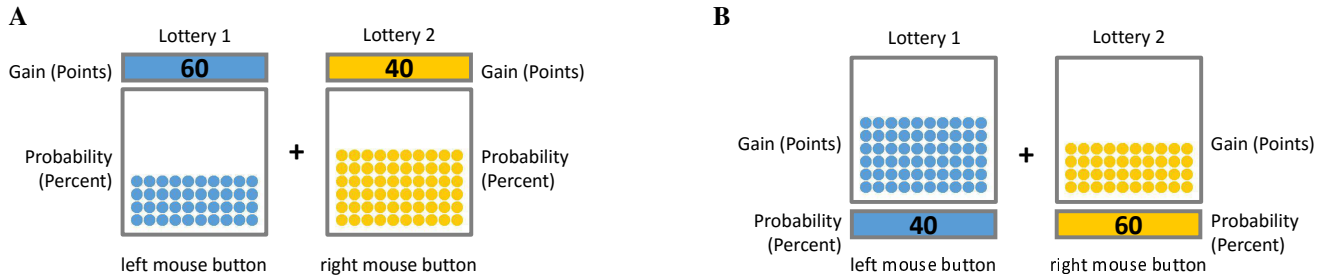 A
Lottery 1
Lottery 2
Gain (Points)
60
40
Gain (Points)
Probability
(Percent)
+
Probability
(Percent)
left mouse button
right mouse button
B
Lottery 1
Lottery 2
Gain (Points)
+
Gain (Points)
Probability
(Percent)
40
60
Probability
(Percent)
left mouse button
right mouse button